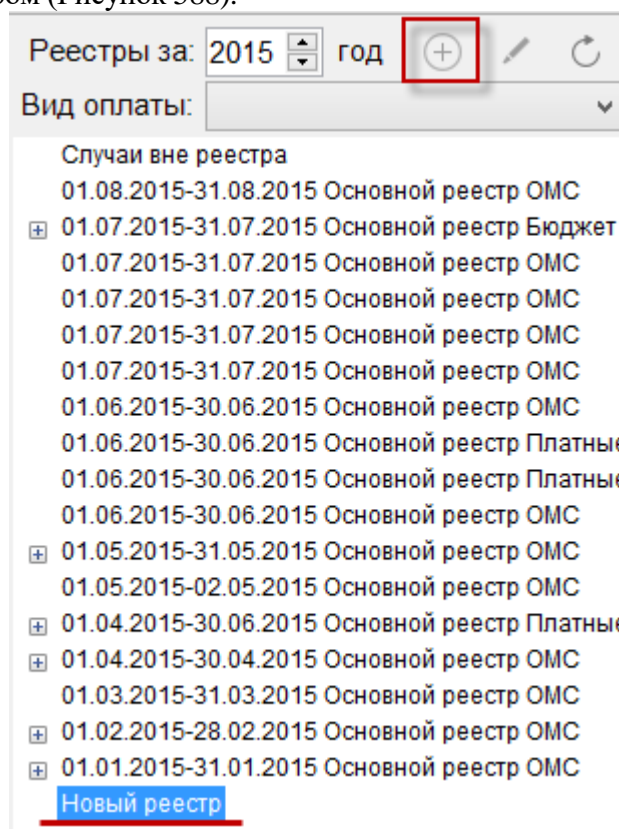 (Рисунок 388).
Реестры за: 2015 год
Вид оплаты:
Случаи вне реестра
01.08.2015-31.08.2015 Основной реестр ОМС
01.07.2015-31.07.2015 Основной реестр Бюджет
01.07.2015-31.07.2015 Основной реестр ОМС
01.07.2015-31.07.2015 Основной реестр ОМС
01.07.2015-31.07.2015 Основной реестр ОМС
01.07.2015-31.07.2015 Основной реестр ОМС
01.06.2015-30.06.2015 Основной реестр ОМС
01.06.2015-30.06.2015 Основной реестр Платные
01.06.2015-30.06.2015 Основной реестр Платные
01.06.2015-30.06.2015 Основной реестр ОМС
01.05.2015-31.05.2015 Основной реестр ОМС
01.05.2015-02.05.2015 Основной реестр ОМС
01.04.2015-30.06.2015 Основной реестр Платные
01.04.2015-30.04.2015 Основной реестр ОМС
01.03.2015-31.03.2015 Основной реестр ОМС
01.02.2015-28.02.2015 Основной реестр ОМС
01.01.2015-31.01.2015 Основной реестр ОМС
Новый реестр